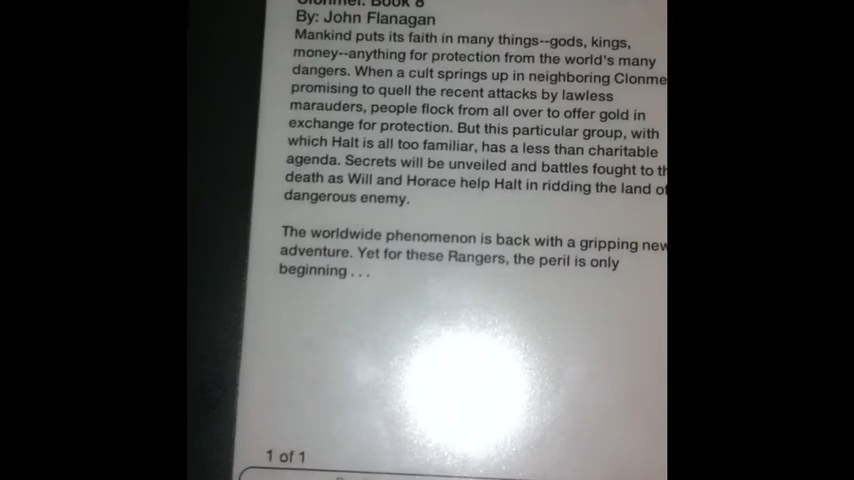 Clonmel: Book 8
By: John Flanagan
Mankind puts its faith in many things--gods, kings,
money--anything for protection from the world's many
dangers. When a cult springs up in neighboring Clonme
promising to quell the recent attacks by lawless
marauders, people flock from all over to offer gold in
exchange for protection. But this particular group, with
which Halt is all too familiar, has a less than charitable
agenda. Secrets will be unveiled and battles fought to th
death as Will and Horace help Halt in ridding the land of
dangerous enemy.
The worldwide phenomenon is back with a gripping new
adventure. Yet for these Rangers, the peril is only
beginning . . .
1 of 1